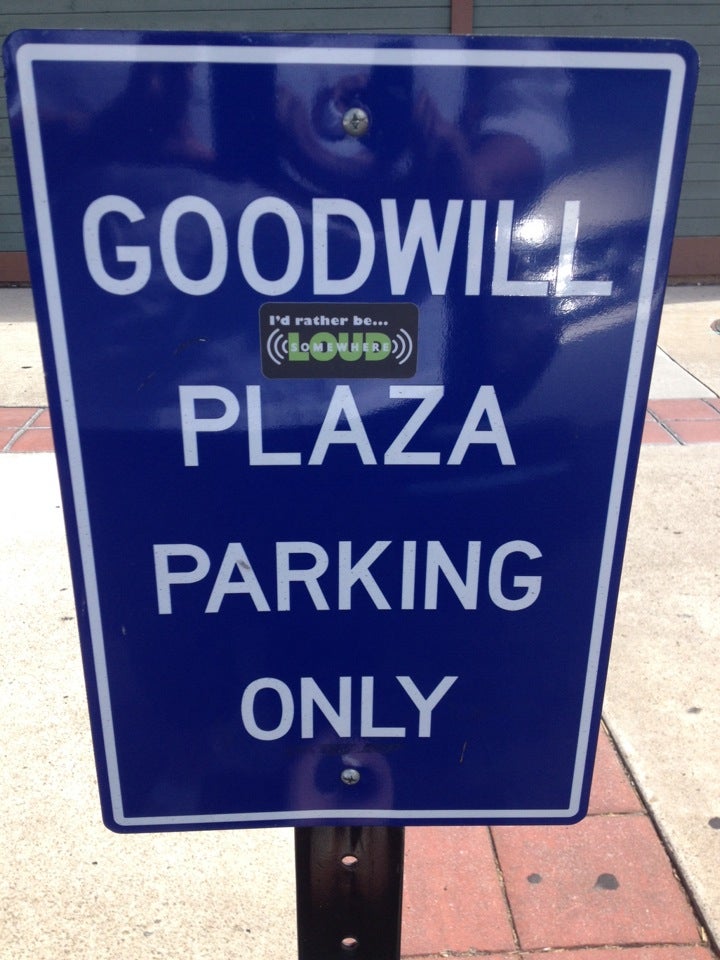 GOODWILL
I'd rather be...
LOUD
SOMEWHERE
PLAZA
PARKING
ONLY